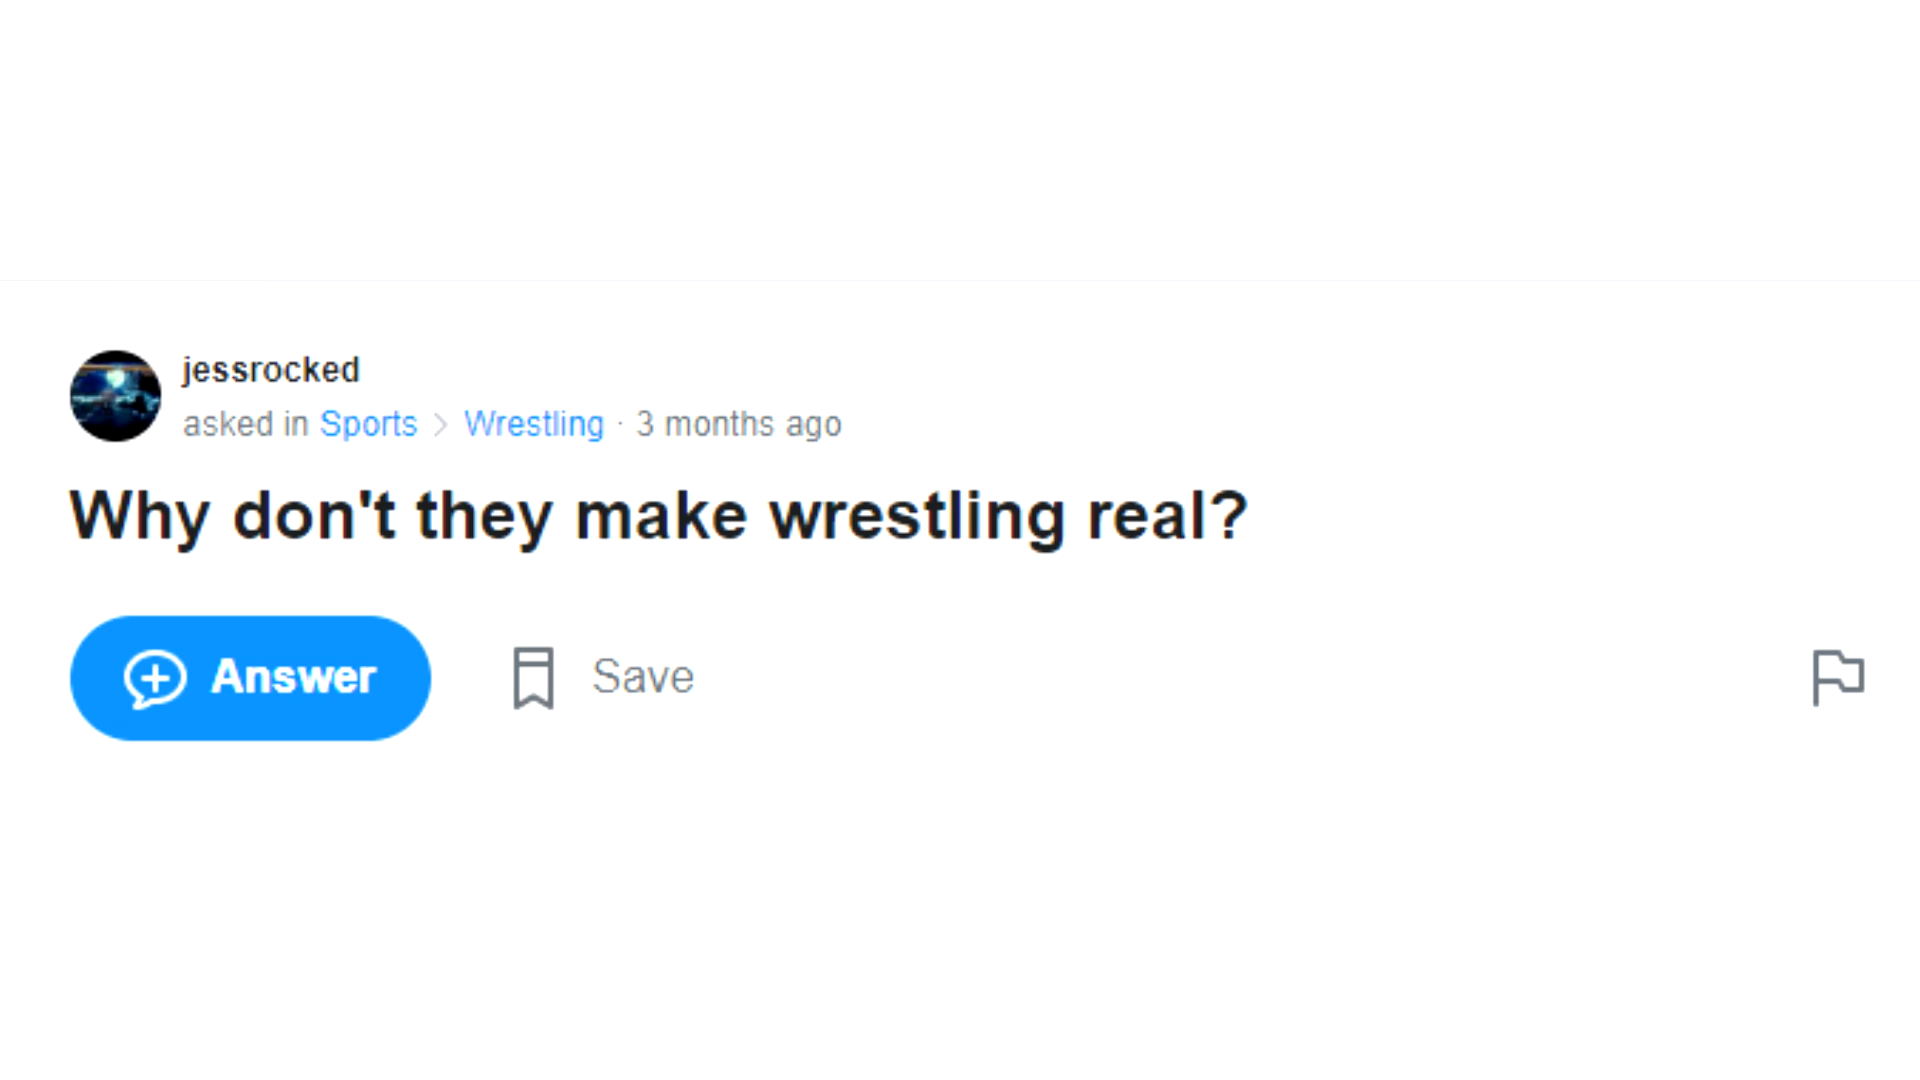 jessrocked
asked in Sports > Wrestling · 3 months ago
Why don't they make wrestling real?
Answer Save